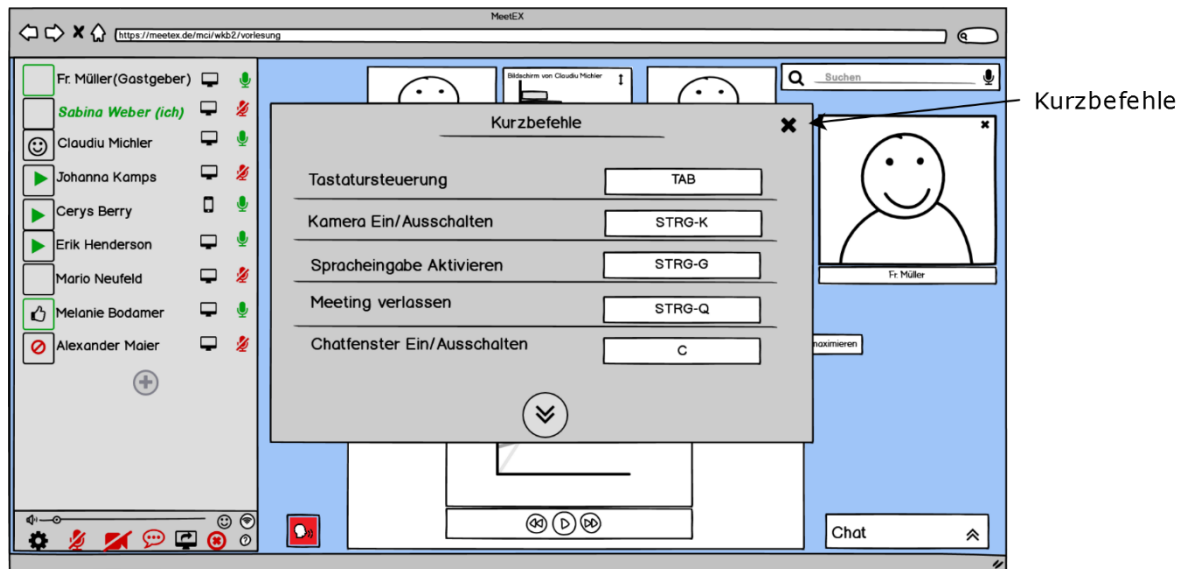 MeetEX
https://meetex.de/mci/wkb2/vorlesung
Fr. Müller(Gastgeber)
Sabina Weber (ich)
Claudiu Michler
Johanna Kamps
Cerys Berry
Erik Henderson
Mario Neufeld
Melanie Bodamer
Alexander Maier
Bildschirm von Claudiu Michler
Suchen
Kurzbefehle
Tastatursteuerung TAB
Kamera Ein/Ausschalten STRG-K
Spracheingabe Aktivieren STRG-G
Meeting verlassen STRG-Q
Chatfenster Ein/Ausschalten C
Fr. Müller
maximieren
Chat
Kurzbefehle